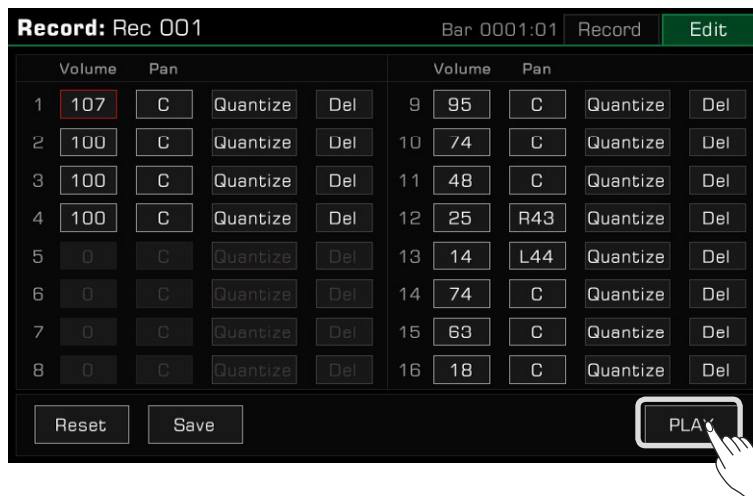 Record: Rec 001 Bar 0001:01 Record Edit
Volume Pan Volume Pan
1 107 C Quantize Del 9 95 C Quantize Del
2 100 C Quantize Del 10 74 C Quantize Del
3 100 C Quantize Del 11 48 C Quantize Del
4 100 C Quantize Del 12 25 R43 Quantize Del
5 0 C Quantize Del 13 14 L44 Quantize Del
6 0 C Quantize Del 14 74 C Quantize Del
7 0 C Quantize Del 15 63 C Quantize Del
8 0 C Quantize Del 16 18 C Quantize Del
Reset Save PLAY